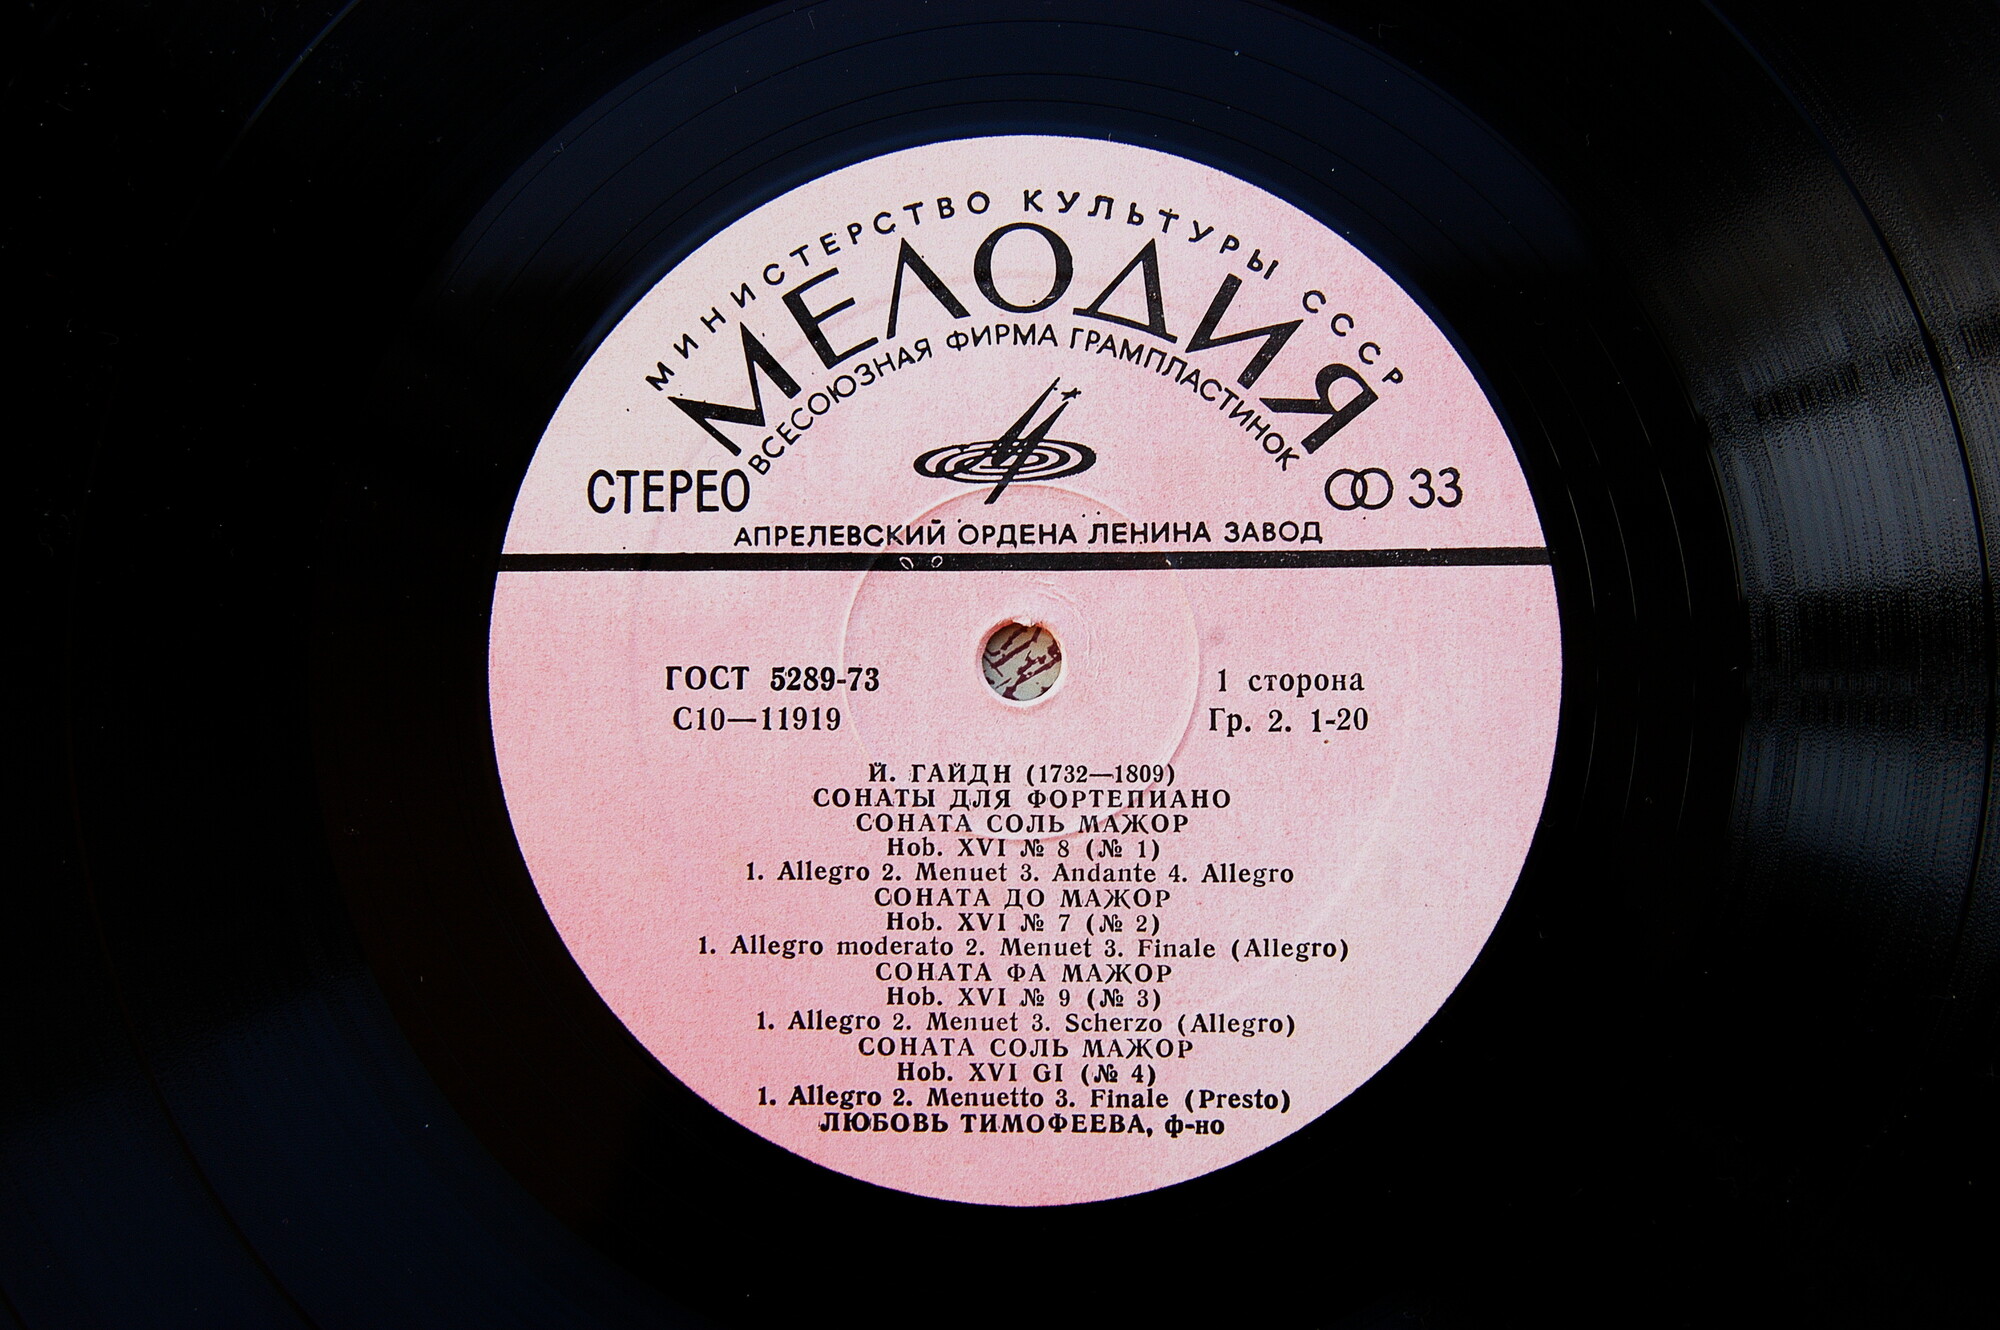 МИНИСТЕРСТВО КУЛЬТУРЫ СССР
МЕЛОДИЯ
ВСЕСОЮЗНАЯ ФИРМА ГРАМПЛАСТИНОК
СТЕРЕО
33
АПРЕЛЕВСКИЙ ОРДЕНА ЛЕНИНА ЗАВОД
ГОСТ 5289-73
1 сторона
С10—11919
Гр. 2. 1-20
Й. ГАЙДН (1732—1809)
СОНАТЫ ДЛЯ ФОРТЕПИАНО
СОНАТА СОЛЬ МАЖОР
Hob. XVI № 8 (№ 1)
1. Allegro 2. Menuet 3. Andante 4. Allegro
СОНАТА ДО МАЖОР
Hob. XVI № 7 (№ 2)
1. Allegro moderato 2. Menuet 3. Finale (Allegro)
СОНАТА ФА МАЖОР
Hob. XVI № 9 (№ 3)
1. Allegro 2. Menuet 3. Scherzo (Allegro)
СОНАТА СОЛЬ МАЖОР
Hob. XVI GI (№ 4)
1. Allegro 2. Menuetto 3. Finale (Presto)
ЛЮБОВЬ ТИМОФЕЕВА, ф-но